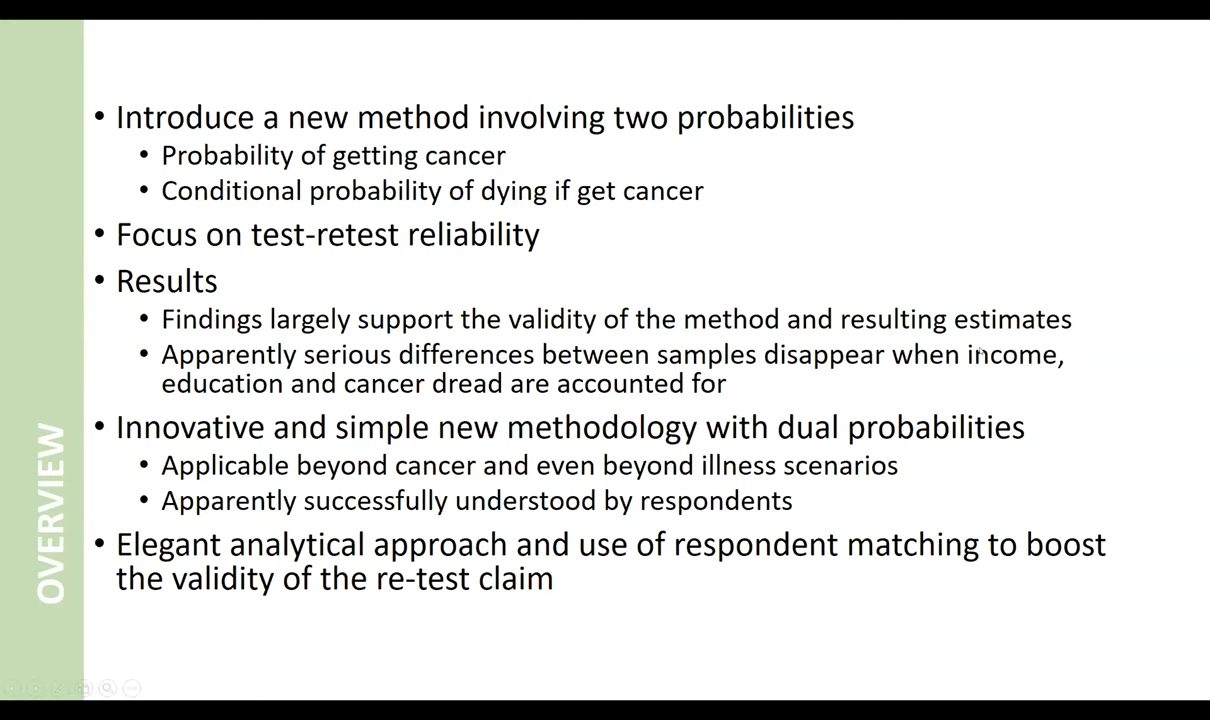 • Introduce a new method involving two probabilities
• Probability of getting cancer
• Conditional probability of dying if get cancer
• Focus on test-retest reliability
• Results
• Findings largely support the validity of the method and resulting estimates
• Apparently serious differences between samples disappear when income,
education and cancer dread are accounted for
• Innovative and simple new methodology with dual probabilities
• Applicable beyond cancer and even beyond illness scenarios
• Apparently successfully understood by respondents
• Elegant analytical approach and use of respondent matching to boost
the validity of the re-test claim
OVERVIEW